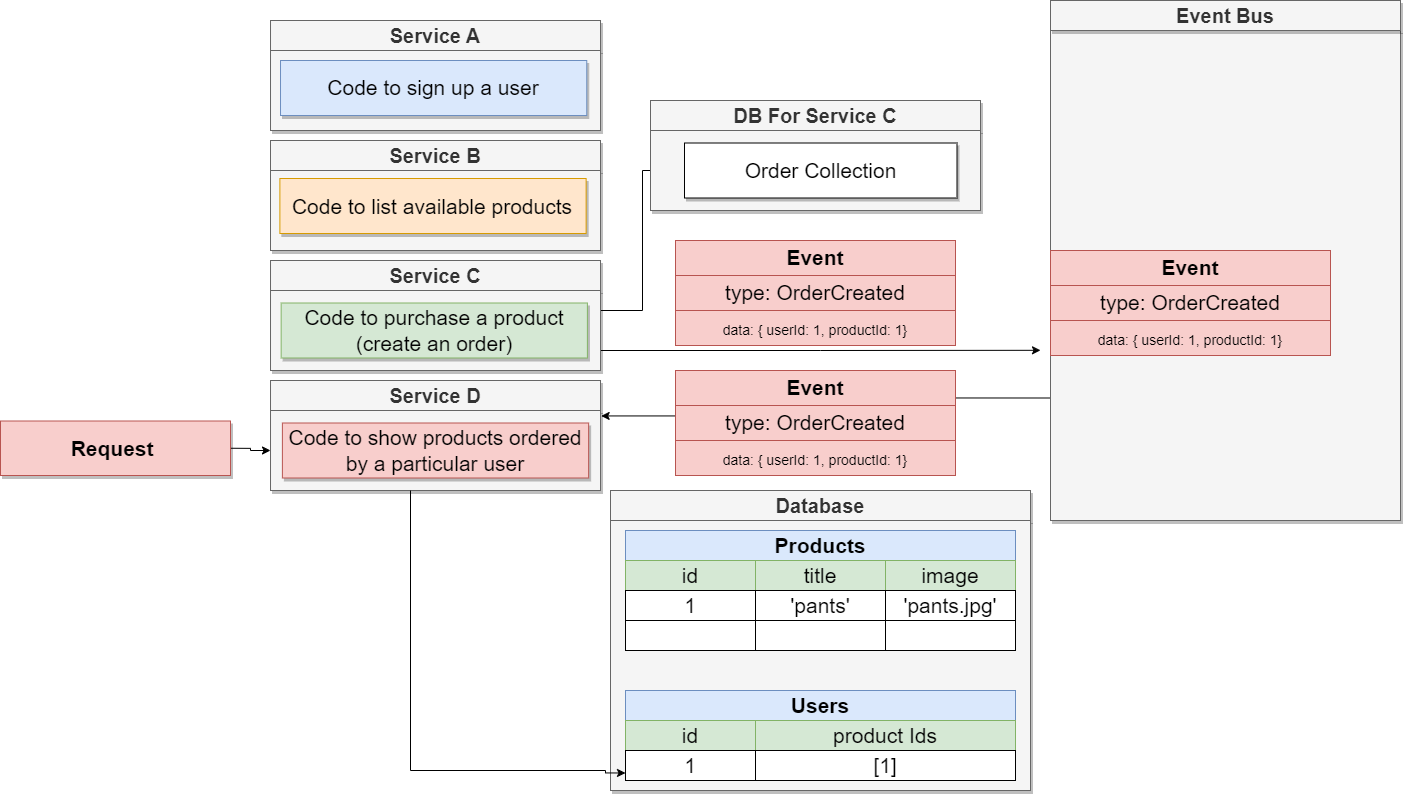 Event Bus
Service A
Code to sign up a user
DB For Service C
Order Collection
Service B
Code to list available products
Service C
Code to purchase a product
(create an order)
Event
type: OrderCreated
data: { userId: 1, productId: 1}
Event
type: OrderCreated
data: { userId: 1, productId: 1}
Service D
Code to show products ordered
by a particular user
Request
Event
type: OrderCreated
data: { userId: 1, productId: 1}
Database
Products
id title image
1 'pants' 'pants.jpg'
Users
id product Ids
1 [1]